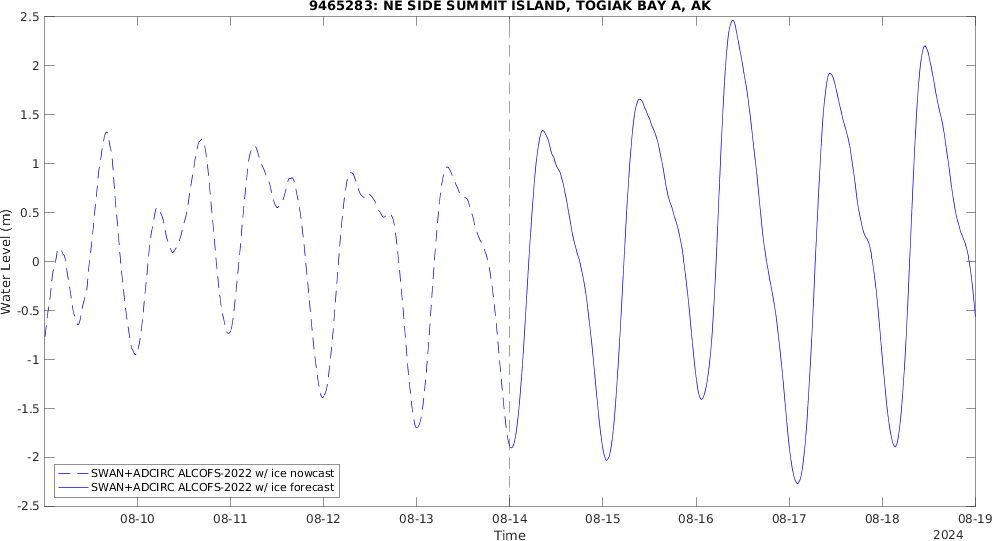 9465283: NE SIDE SUMMIT ISLAND, TOGIAK BAY A, AK
Water Level (m)
2.5
2
1.5
1
0.5
0
-0.5
-1
-1.5
-2
-2.5
SWAN+ADCIRC ALCOFS-2022 w/ ice nowcast
SWAN+ADCIRC ALCOFS-2022 w/ ice forecast
08-10 08-11 08-12 08-13 08-14 08-15 08-16 08-17 08-18 08-19
Time
2024